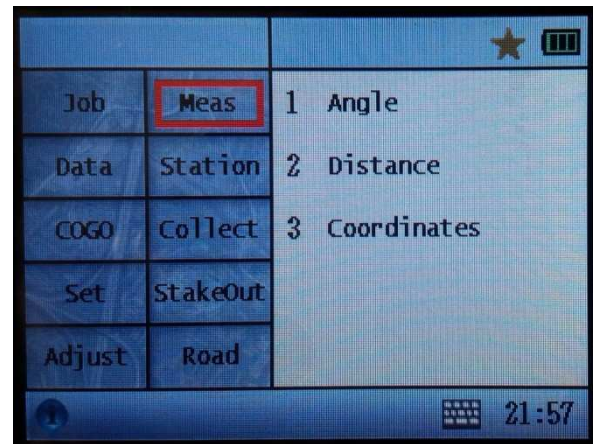 Job Meas 1 Angle
Data Station 2 Distance
COGO Collect 3 Coordinates
Set StakeOut
Adjust Road
21:57